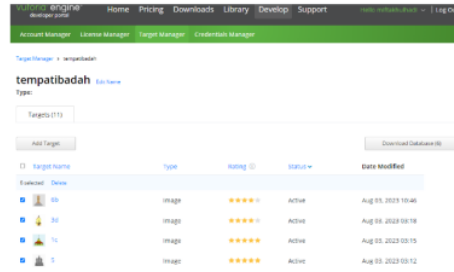 vuforia engine
developer portal
Home Pricing Downloads Library Develop Support
Account Manager License Manager Target Manager Credentials Manager
Target Manager > tempatibadah
tempatibadah Edit Name
Type:
Targets (11)
Add Target
Download Database (6)
Target Name Type Rating Status Date Modified
selected Delete
Image Active Aug 03, 2023 10:46
3d Image Active Aug 03, 2023 03:18
1c Image Active Aug 03, 2023 03:15
5 Image Active Aug 03, 2023 03:12